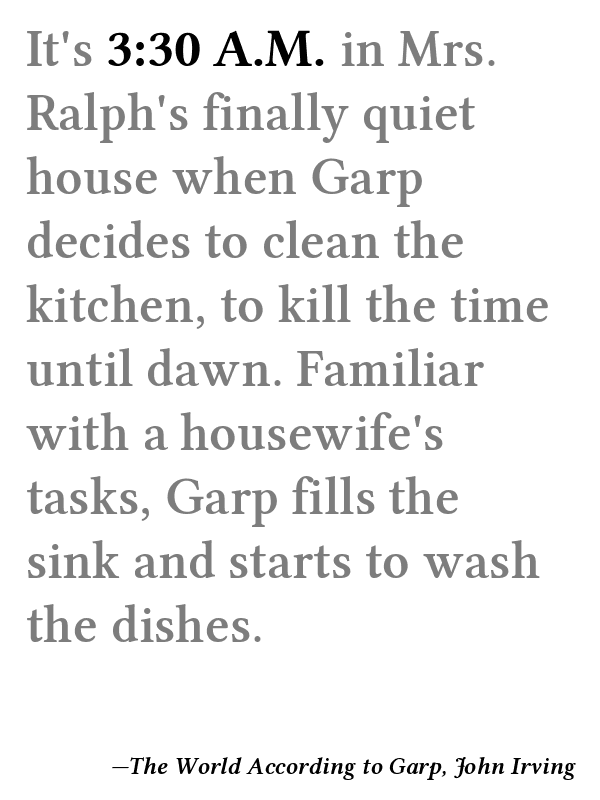 It's 3:30 A.M. in Mrs.
Ralph's finally quiet
house when Garp
decides to clean the
kitchen, to kill the time
until dawn. Familiar
with a housewife's
tasks, Garp fills the
sink and starts to wash
the dishes.
—The World According to Garp, John Irving